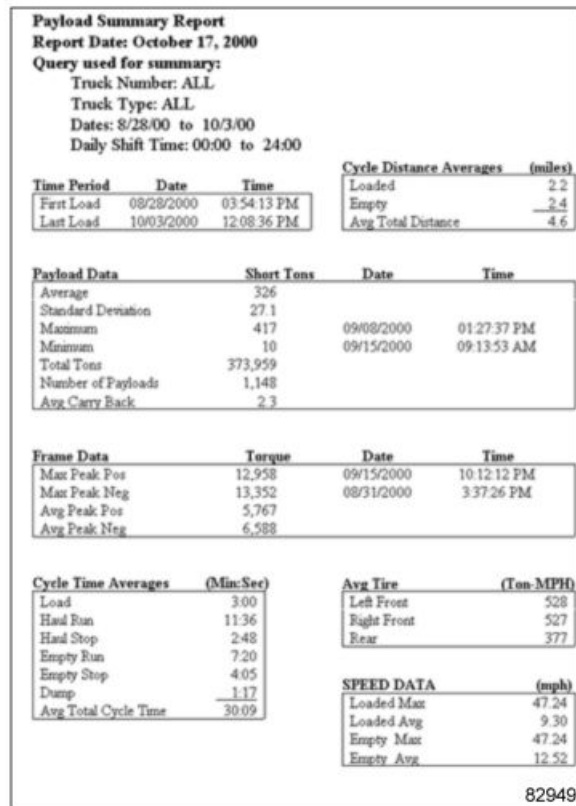 Payload Summary Report
Report Date: October 17, 2000
Query used for summary:
Truck Number: ALL
Truck Type: ALL
Dates: 8/28/00 to 10/3/00
Daily Shift Time: 00:00 to 24:00
Cycle Distance Averages (miles)
Loaded 2.2
Empty 2.4
Avg Total Distance 4.6
Time Period Date Time
First Load 08/28/2000 03:54:13 PM
Last Load 10/03/2000 12:08:36 PM
Payload Data Short Tons Date Time
Average 326
Standard Deviation 27.1
Maximum 417 09/08/2000 01:27:37 PM
Minimum 10 09/15/2000 09:13:53 AM
Total Tons 373,959
Number of Payloads 1,148
Avg Carry Back 2.3
Frame Data Torque Date Time
Max Peak Pos 12,958 09/15/2000 10:12:12 PM
Max Peak Neg 13,352 08/31/2000 3:37:26 PM
Avg Peak Pos 5,767
Avg Peak Neg 6,588
Cycle Time Averages (Min:Sec)
Load 3:00
Haul Run 11:36
Haul Stop 2:48
Empty Run 7:20
Empty Stop 4:05
Dump 1:17
Avg Total Cycle Time 30:09
Avg Tire (Ton-MPH)
Left Front 528
Right Front 527
Rear 377
SPEED DATA (mph)
Loaded Max 47.24
Loaded Avg 9.30
Empty Max 47.24
Empty Avg 12.52
82949